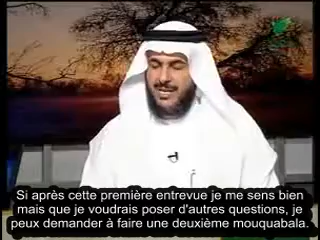 Si après cette première entrevue je me sens bien
mais que je voudrais poser d'autres questions, je
peux demander à faire une deuxième mouquabala.